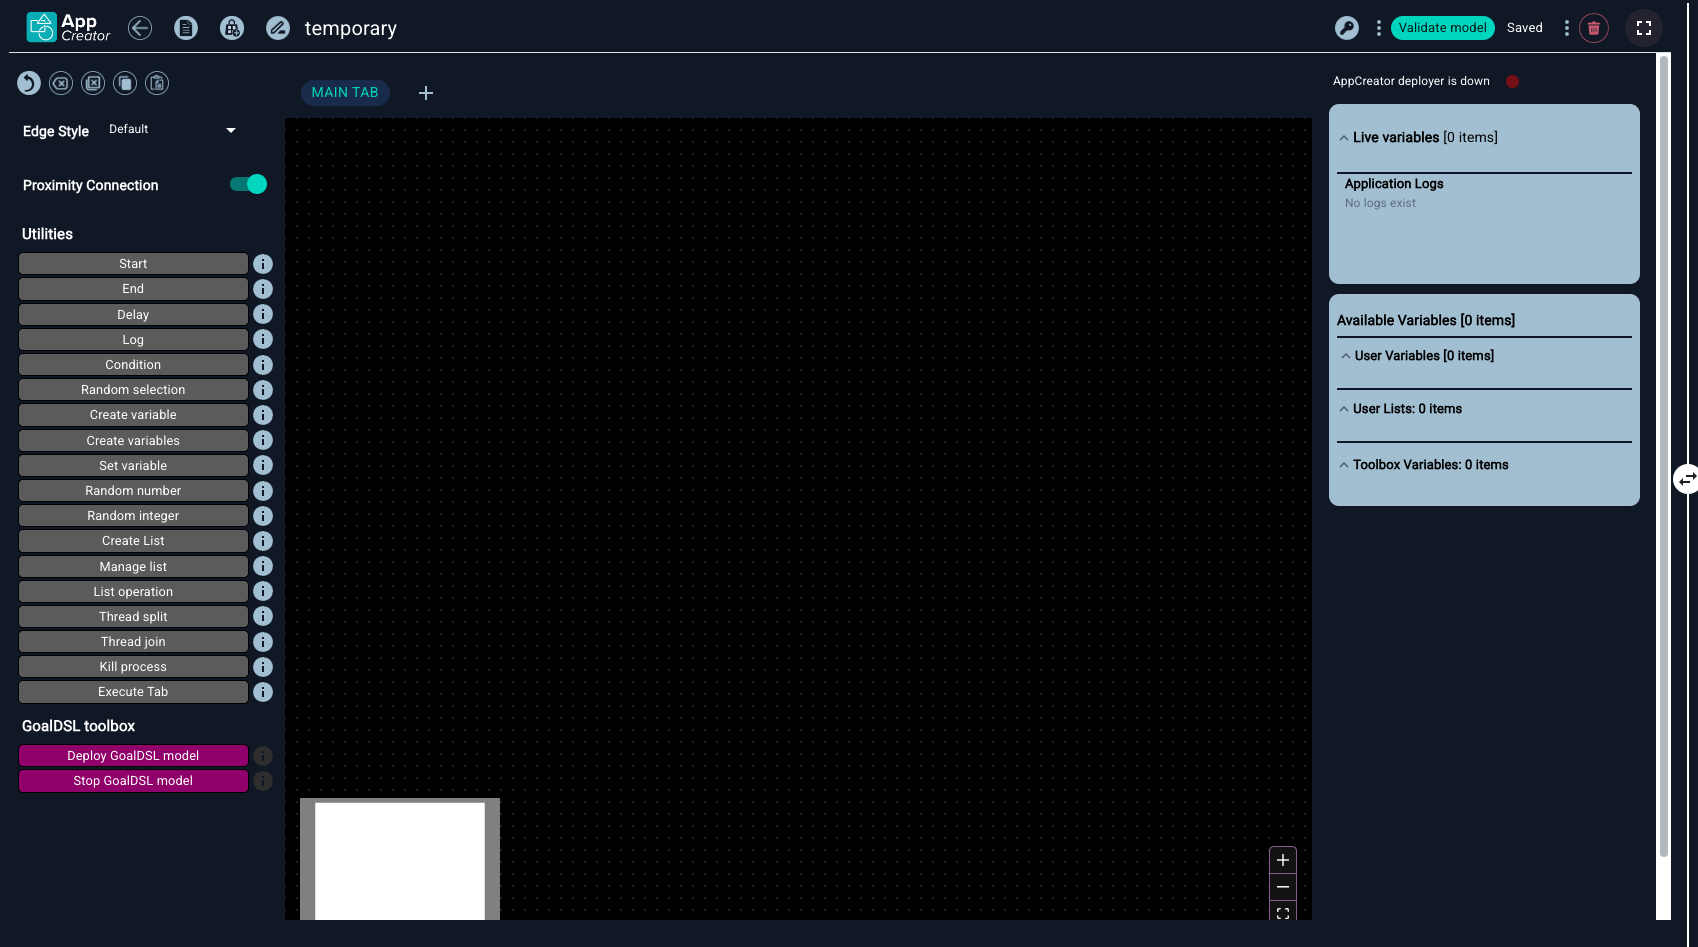 App
Creator
temporary
Validate model
Saved
MAIN TAB
AppCreator deployer is down
Edge Style
Default
Proximity Connection
Utilities
Start
End
Delay
Log
Condition
Random selection
Create variable
Create variables
Set variable
Random number
Random integer
Create List
Manage list
List operation
Thread split
Thread join
Kill process
Execute Tab
GoalDSL toolbox
Deploy GoalDSL model
Stop GoalDSL model
Live variables [0 items]
Application Logs
No logs exist
Available Variables [0 items]
User Variables [0 items]
User Lists: 0 items
Toolbox Variables: 0 items